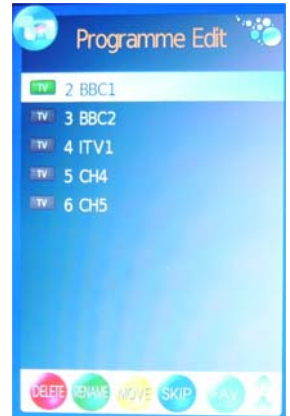 Programme Edit
TV 2 BBC1
TV 3 BBC2
TV 4 ITV1
TV 5 CH4
TV 6 CH5
DELETE RENAME MOVE SKIP FAV